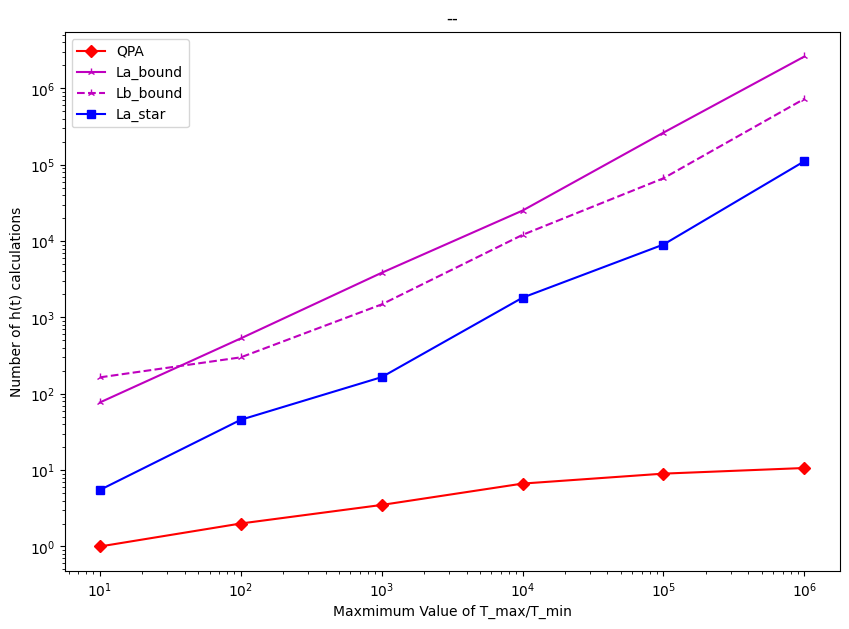 --
QPA
La_bound
Lb_bound
La_star
Number of h(t) calculations
10^6
10^5
10^4
10^3
10^2
10^1
10^0
10^1 10^2 10^3 10^4 10^5 10^6
Maxmimum Value of T_max/T_min